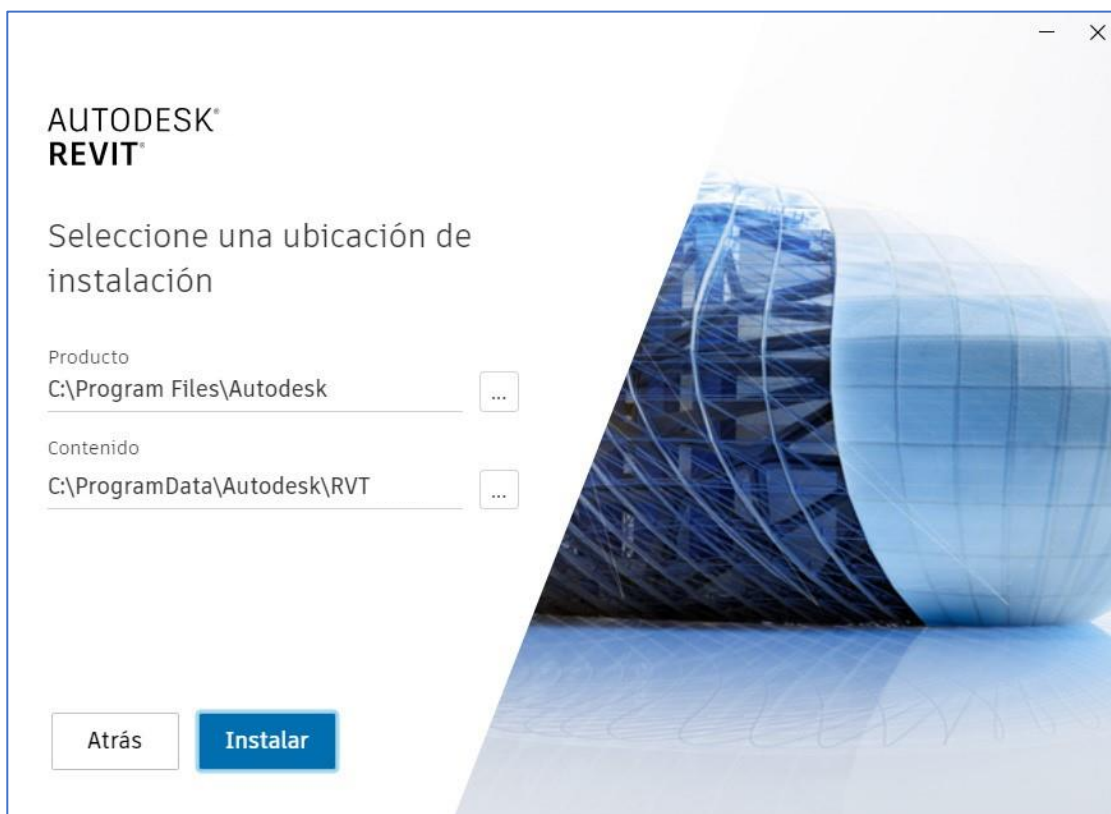 AUTODESK®
REVIT®
Seleccione una ubicación de
instalación
Producto
C:\Program Files\Autodesk
...
Contenido
C:\ProgramData\Autodesk\RVT
...
Atrás
Instalar